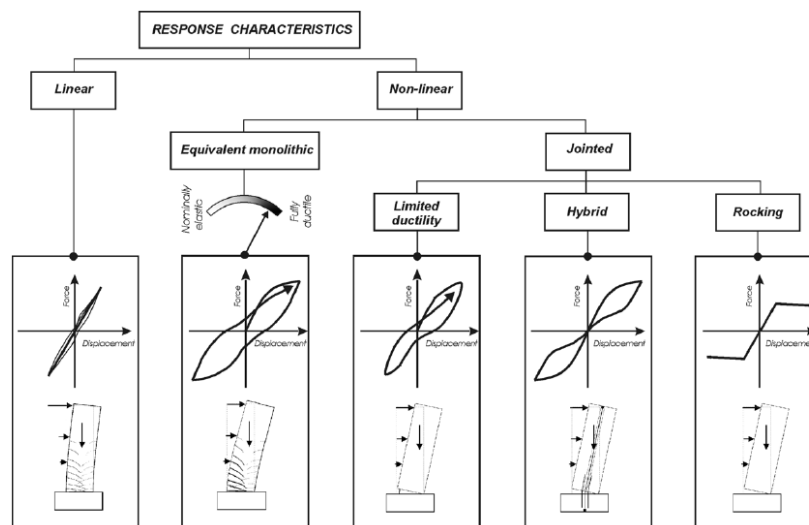 RESPONSE CHARACTERISTICS
Linear
Non-linear
Equivalent monolithic
Jointed
Nominally
elastic
Fully
ductile
Limited
ductility
Hybrid
Rocking
Force
Displacement
Force
Displacement
Force
Displacement
Force
Displacement
Force
Displacement